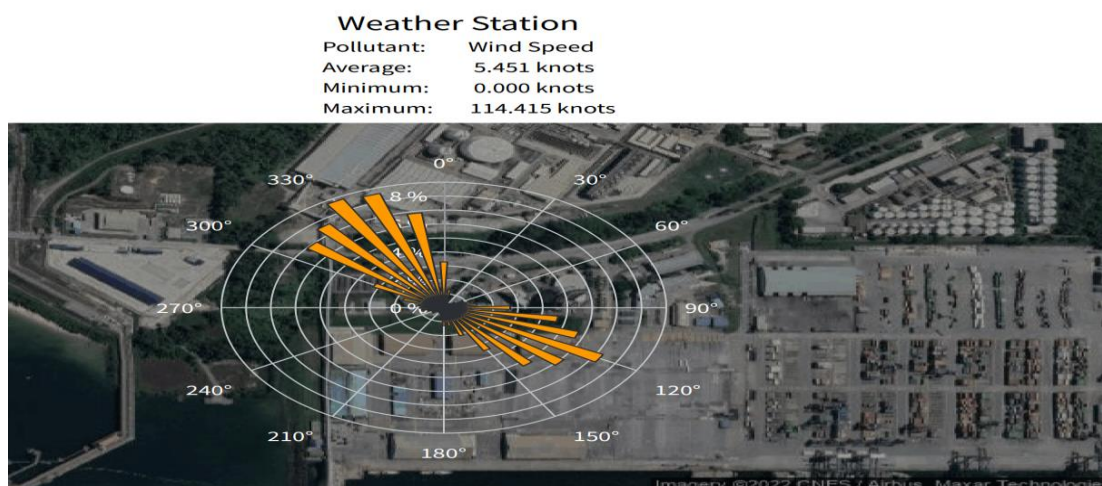 Weather Station
Pollutant: Wind Speed
Average: 5.451 knots
Minimum: 0.000 knots
Maximum: 114.415 knots
0°
330° 30°
8 %
300° 60°
270° 0 % 90°
240° 120°
210° 150°
180°
Imagery ©2022 CNES / Airbus, Maxar Technologie